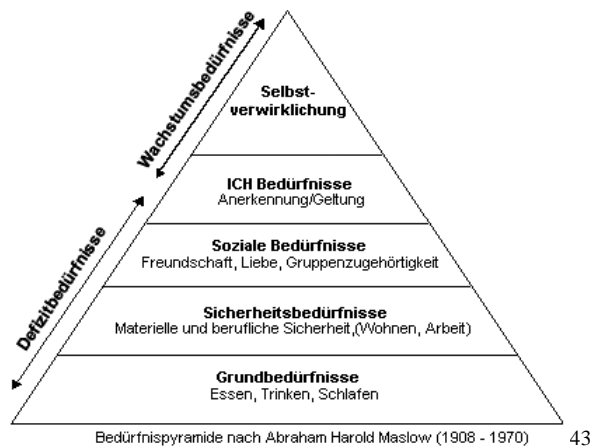 Wachstumsbedürfnisse
Defizitbedürfnisse
Selbst-
verwirklichung
ICH Bedürfnisse
Anerkennung/Geltung
Soziale Bedürfnisse
Freundschaft, Liebe, Gruppenzugehörtigkeit
Sicherheitsbedürfnisse
Materielle und berufliche Sicherheit,(Wohnen, Arbeit)
Grundbedürfnisse
Essen, Trinken, Schlafen
Bedürfnispyramide nach Abraham Harold Maslow (1908 - 1970) 43